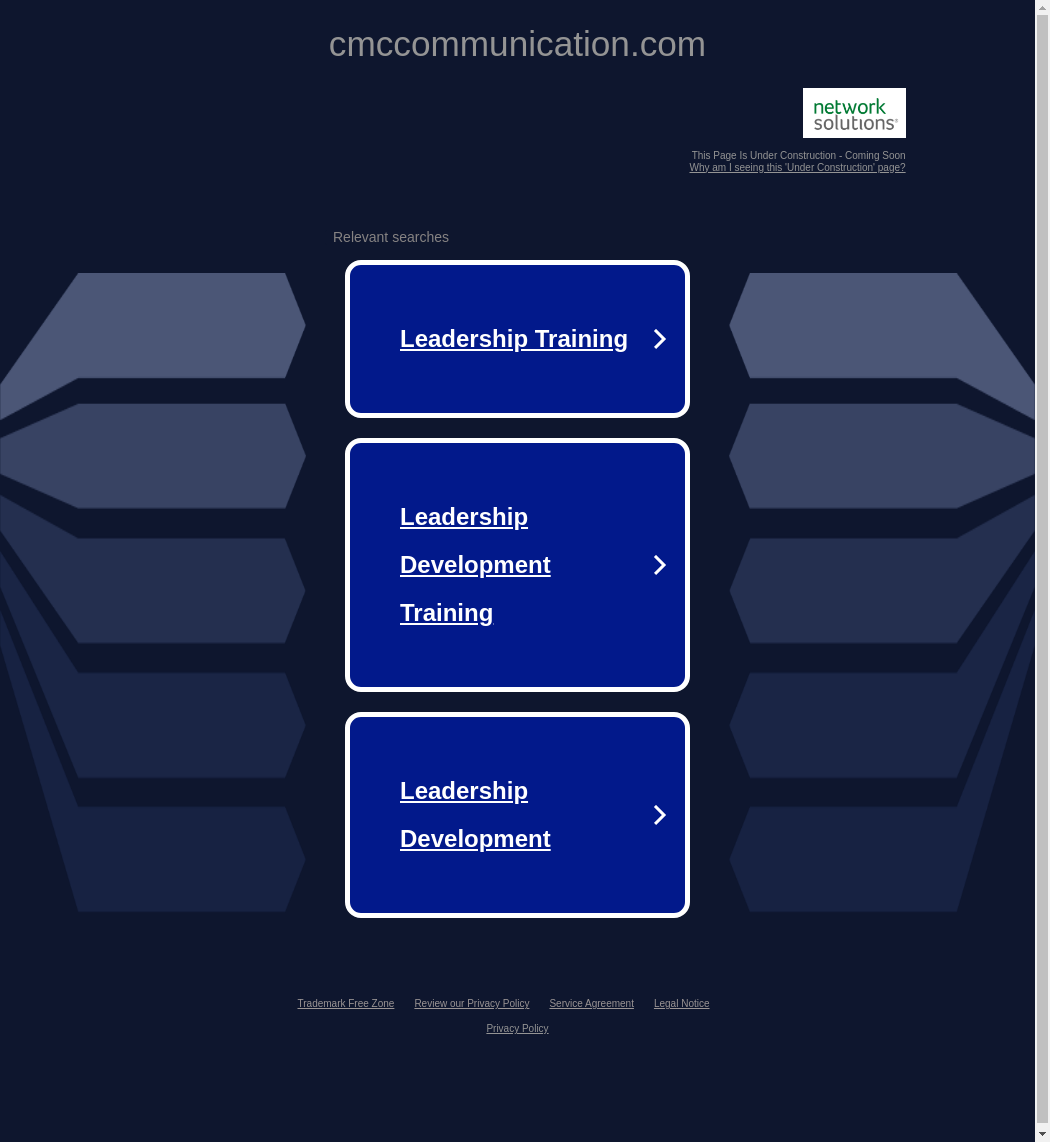 cmccommunication.com
network
solutions®
This Page Is Under Construction - Coming Soon
Why am I seeing this 'Under Construction' page?
Relevant searches
Leadership Training
Leadership
Development
Training
Leadership
Development
Trademark Free Zone Review our Privacy Policy Service Agreement Legal Notice
Privacy Policy